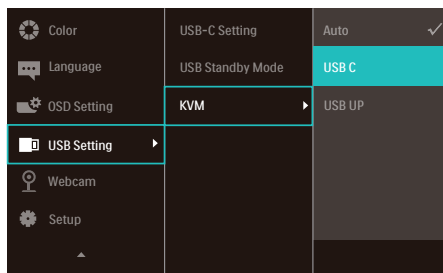 Color
Language
OSD Setting
USB Setting
Webcam
Setup
USB-C Setting
USB Standby Mode
KVM
Auto
USB C
USB UP